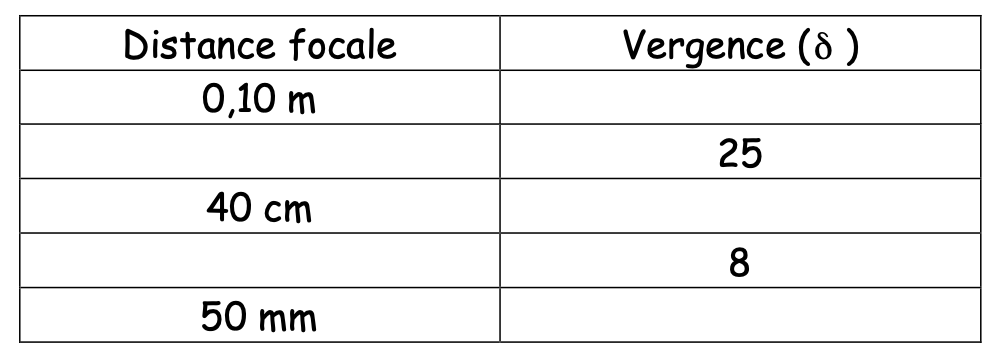 Distance focale Vergence (δ )
0,10 m
25
40 cm
8
50 mm